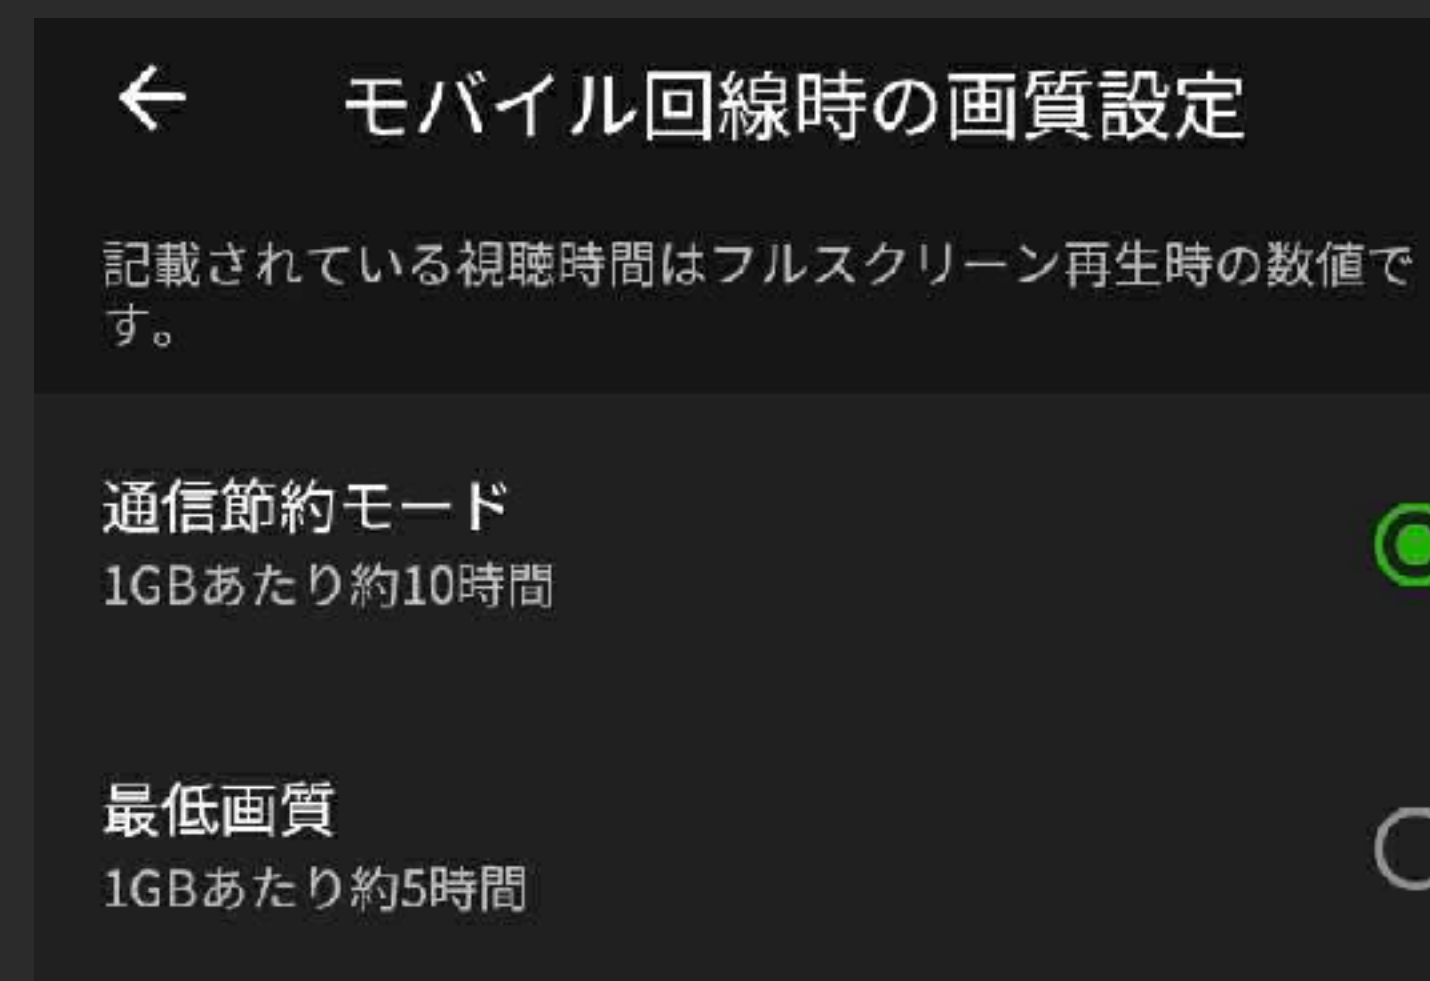 モバイル回線時の画質設定
記載されている視聴時間はフルスクリーン再生時の数値で
す。
通信節約モード
1GBあたり約10時間
最低画質
1GBあたり約5時間